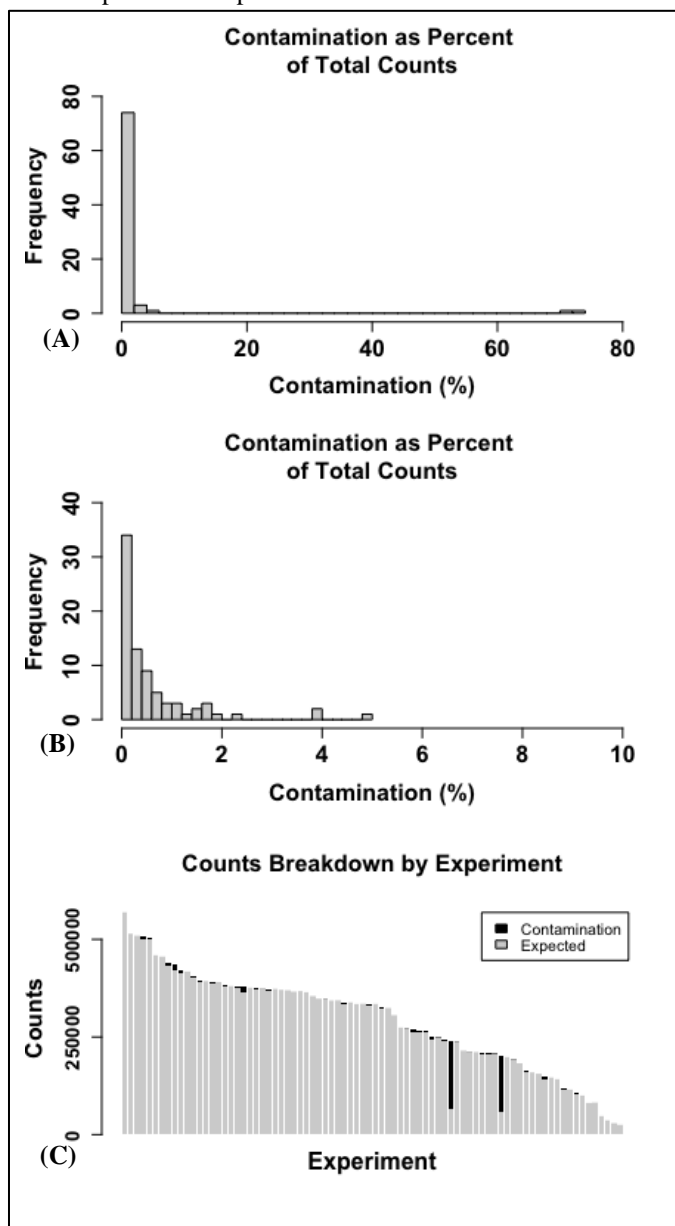 Contamination as Percent
of Total Counts
80
60
40
20
0
Frequency
(A)
0 20 40 60 80
Contamination (%)
Contamination as Percent
of Total Counts
40
30
20
10
0
Frequency
(B)
0 2 4 6 8 10
Contamination (%)
Counts Breakdown by Experiment
Contamination
Expected
500000
250000
0
Counts
(C)
Experiment